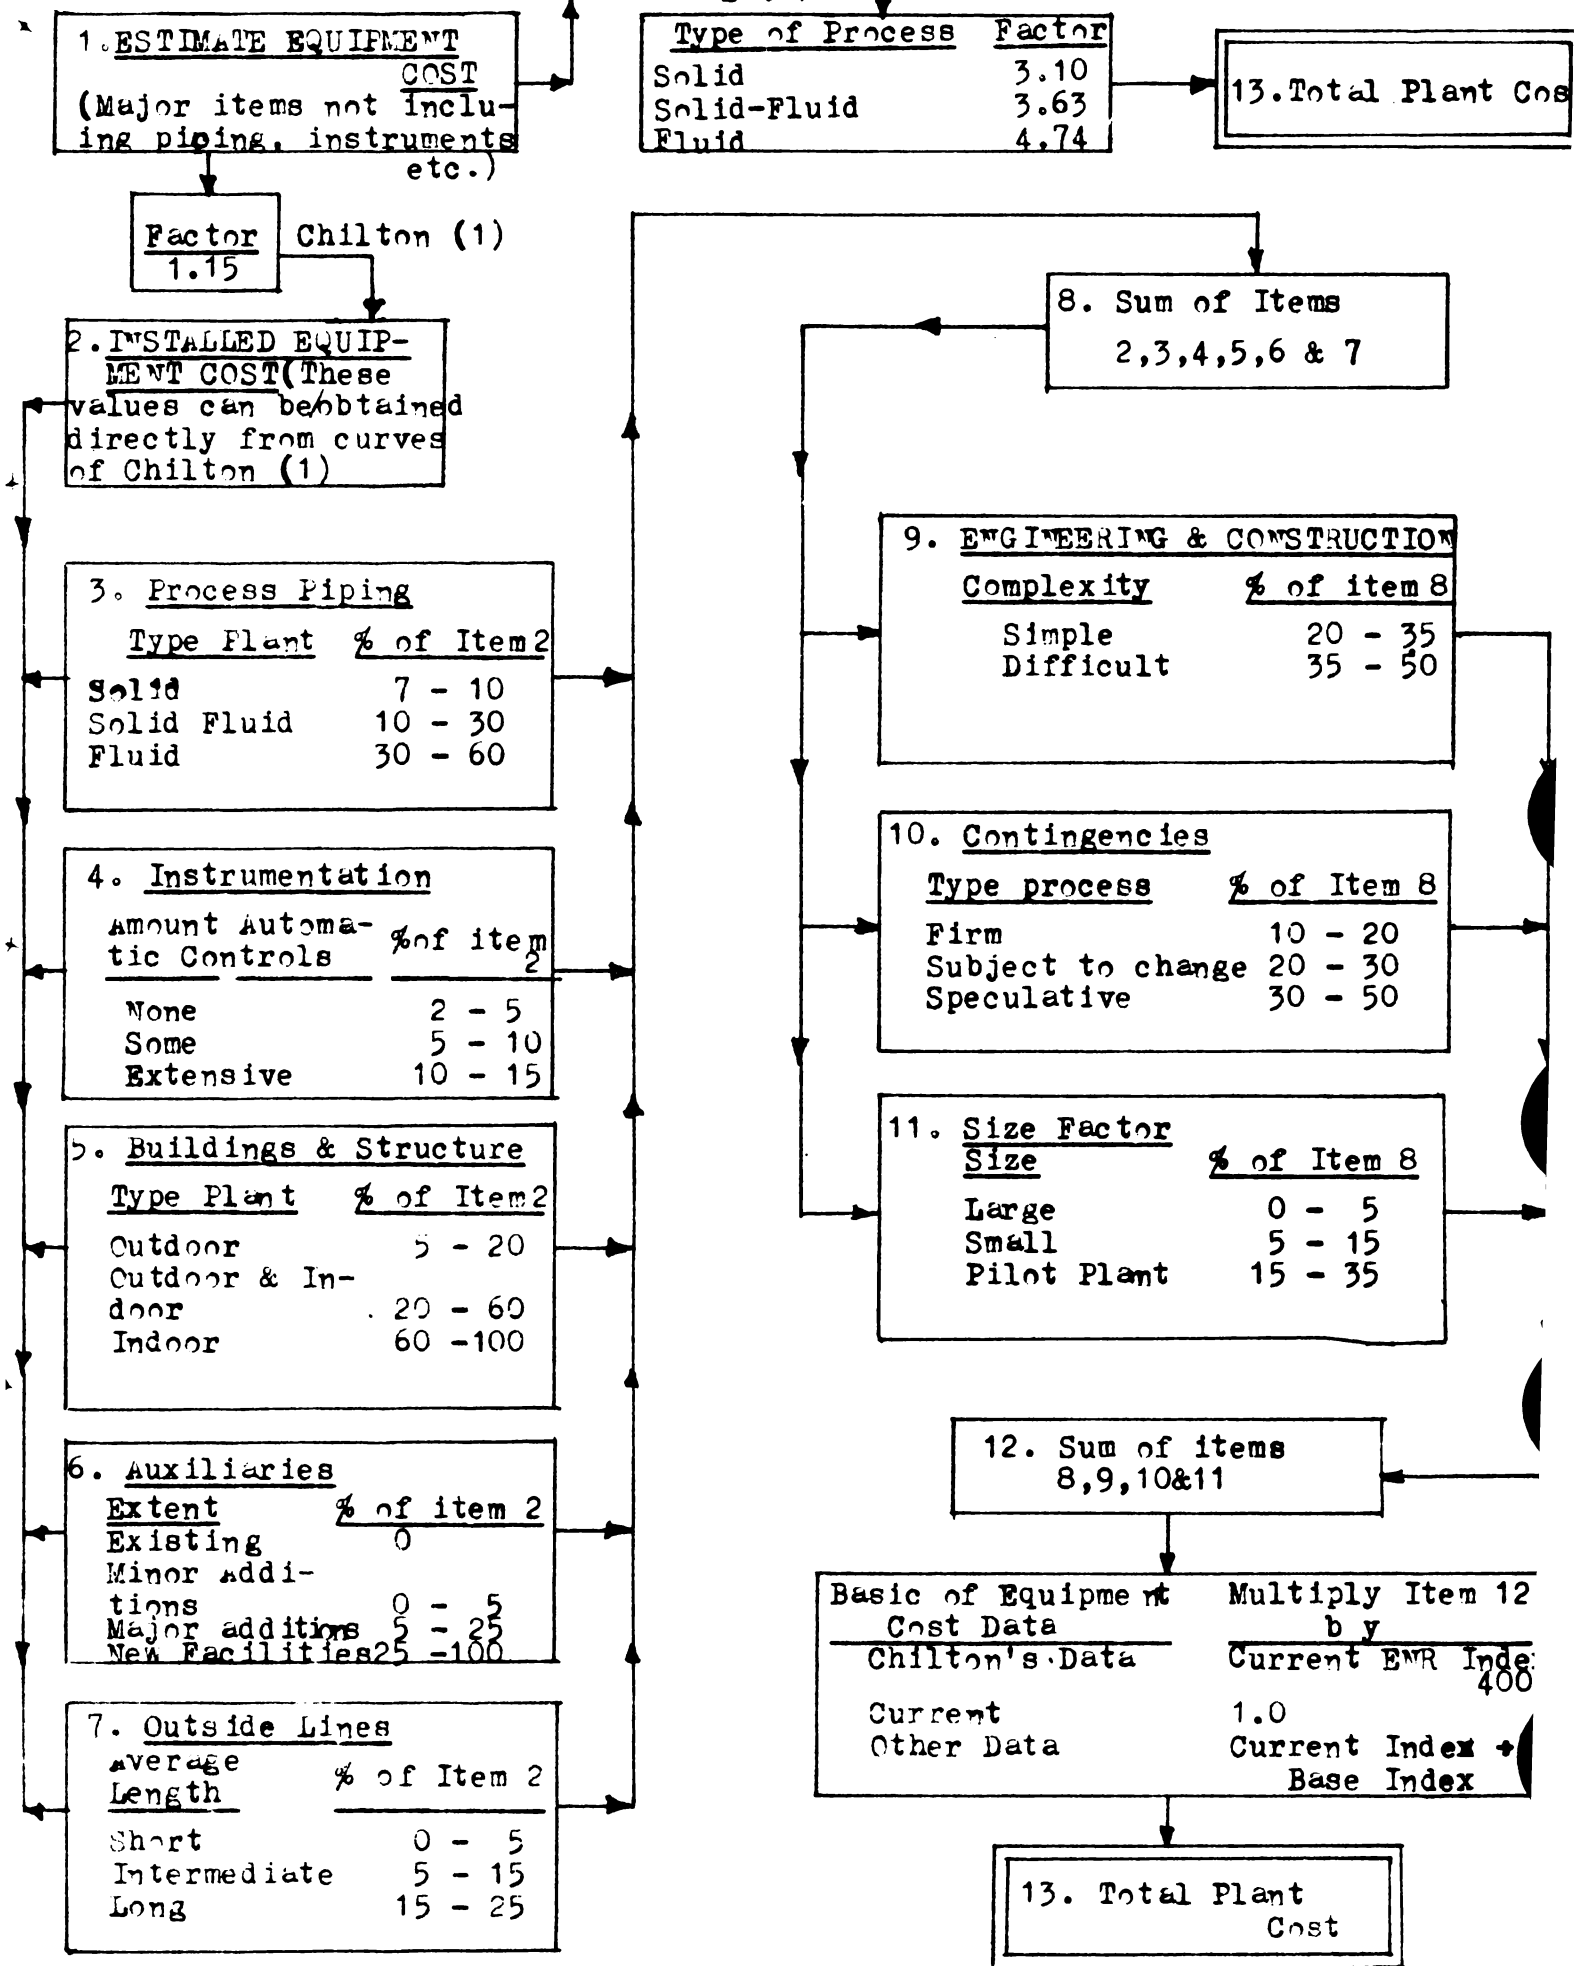 1. ESTIMATE EQUIPMENT
COST
(Major items not inclu-
ing piping, instruments
etc.)
Type of Process Factor
Solid 3.10
Solid-Fluid 3.63
Fluid 4.74
13. Total Plant Cos
Factor
1.15
Chilton (1)
2. INSTALLED EQUIP-
MENT COST (These
values can be/obtained
directly from curves
of Chilton (1)
3. Process Piping
Type Plant % of Item 2
Solid 7 - 10
Solid Fluid 10 - 30
Fluid 30 - 60
4. Instrumentation
Amount Automa-
tic Controls %of item
2
None 2 - 5
Some 5 - 10
Extensive 10 - 15
5. Buildings & Structure
Type Plant % of Item 2
Outdoor 5 - 20
Outdoor & In-
door 20 - 60
Indoor 60 -100
6. Auxiliaries
Extent % of item 2
Existing 0
Minor Addi-
tions 0 - 5
Major additions 5 - 25
New Facilities 25 -100
7. Outside Lines
Average
Length % of Item 2
Short 0 - 5
Intermediate 5 - 15
Long 15 - 25
8. Sum of Items
2,3,4,5,6 & 7
9. ENGINEERING & CONSTRUCTION
Complexity % of item 8
Simple 20 - 35
Difficult 35 - 50
10. Contingencies
Type process % of Item 8
Firm 10 - 20
Subject to change 20 - 30
Speculative 30 - 50
11. Size Factor
Size % of Item 8
Large 0 - 5
Small 5 - 15
Pilot Plant 15 - 35
12. Sum of items
8,9,10&11
Basic of Equipment Multiply Item 12
Cost Data by
Chilton's Data Current ENR Inde
400
Current 1.0
Other Data Current Index +
Base Index
13. Total Plant
Cost